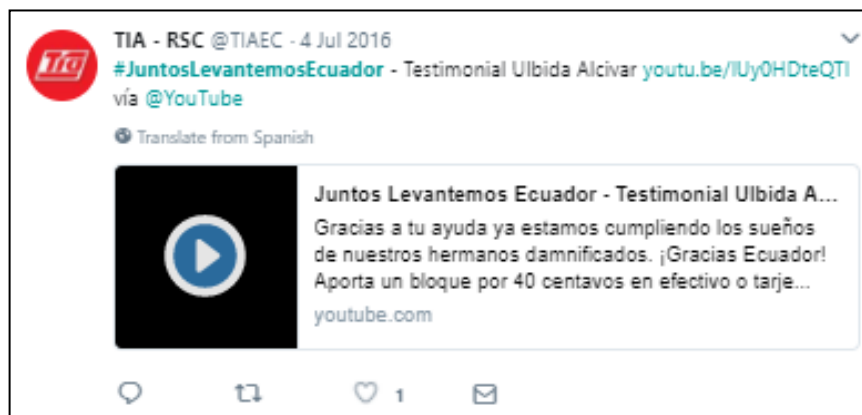 TIA - RSC @TIAEC - 4 Jul 2016
#JuntosLevantemosEcuador - Testimonial Ulbida Alcivar youtu.be/IUy0HDteQTI
vía @YouTube
Translate from Spanish
Juntos Levantemos Ecuador - Testimonial Ulbida A...
Gracias a tu ayuda ya estamos cumpliendo los sueños
de nuestros hermanos damnificados. ¡Gracias Ecuador!
Aporta un bloque por 40 centavos en efectivo o tarje...
youtube.com
1
Tia